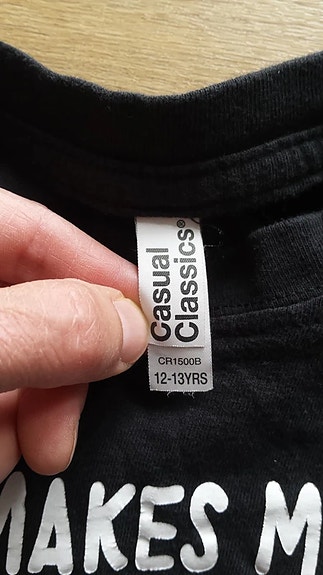 Casual
Classics®
CR1500B
12-13YRS
MAKES M